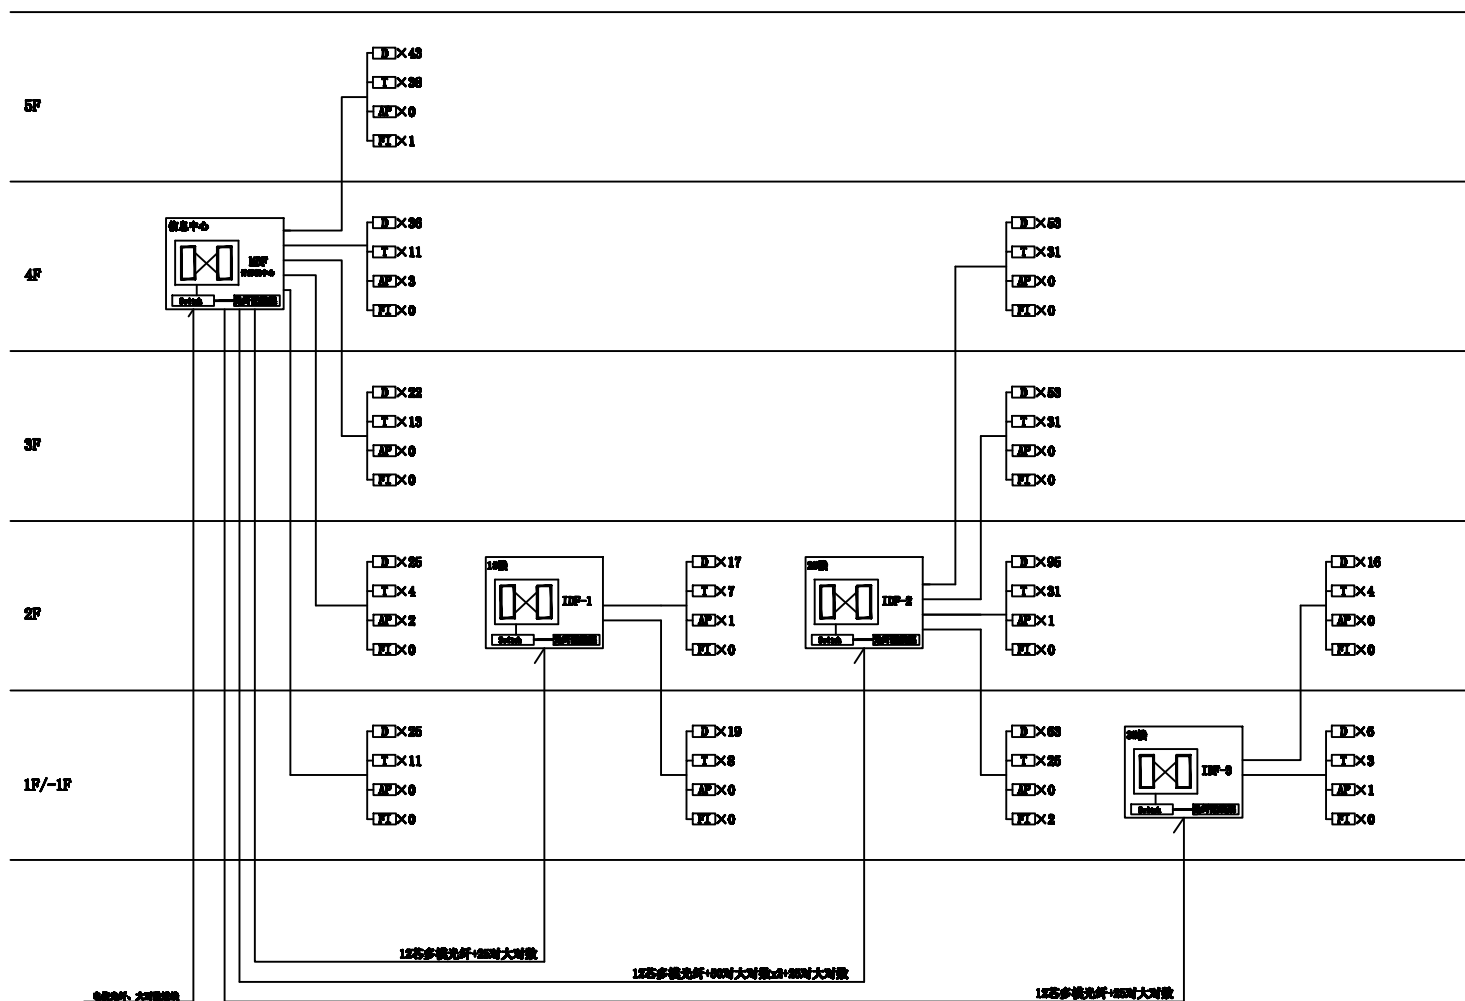 5F
D×43
T×38
AP×0
FI×1
4F
信息中心
MDF
Switch
D×36
T×11
AP×3
FI×0
D×53
T×31
AP×0
FI×0
3F
D×22
T×13
AP×0
FI×0
D×53
T×31
AP×0
FI×0
2F
D×25
T×4
AP×2
FI×0
IDF-1
Switch
D×17
T×7
AP×1
FI×0
IDF-2
Switch
D×95
T×31
AP×1
FI×0
D×16
T×4
AP×0
FI×0
1F/-1F
D×25
T×11
AP×0
FI×0
D×19
T×8
AP×0
FI×0
D×63
T×25
AP×0
FI×2
IDF-3
Switch
D×6
T×3
AP×1
FI×0
12芯多模光纤+25对大对数
12芯多模光纤+50对大对数x3+25对大对数
12芯多模光纤+25对大对数